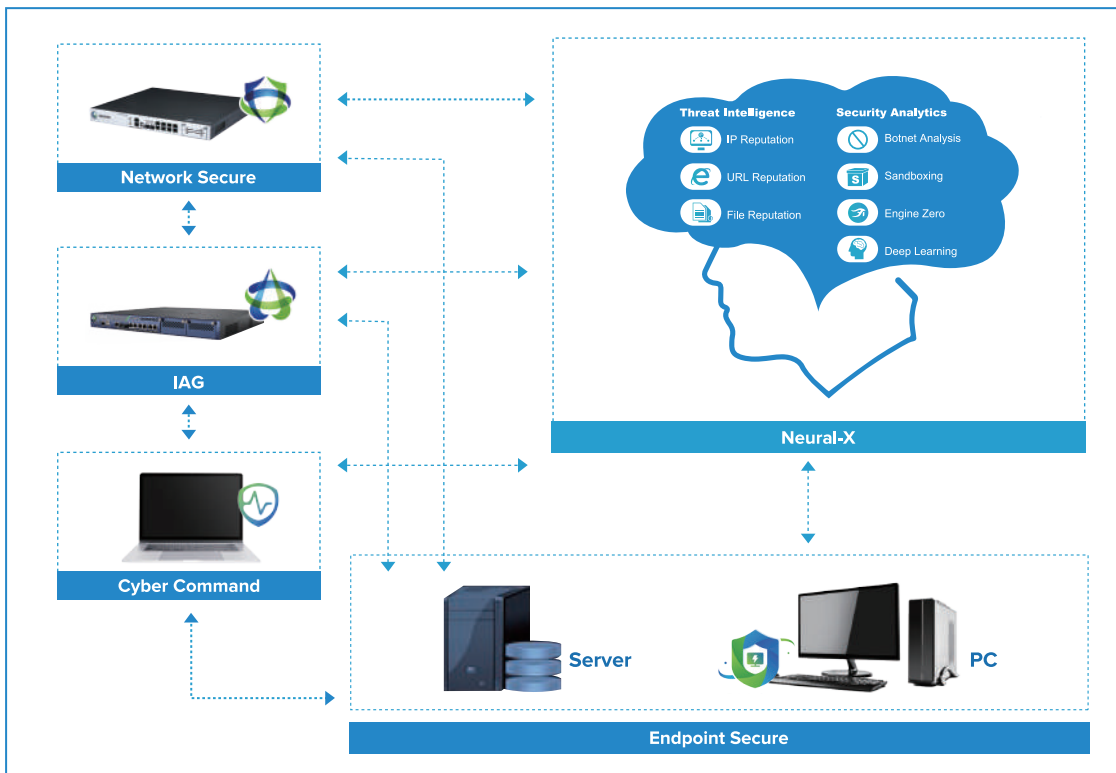 Network Secure
IAG
Cyber Command
Threat Intelligence
IP Reputation
URL Reputation
File Reputation
Security Analytics
Botnet Analysis
Sandboxing
Engine Zero
Deep Learning
Neural-X
Server
PC
Endpoint Secure